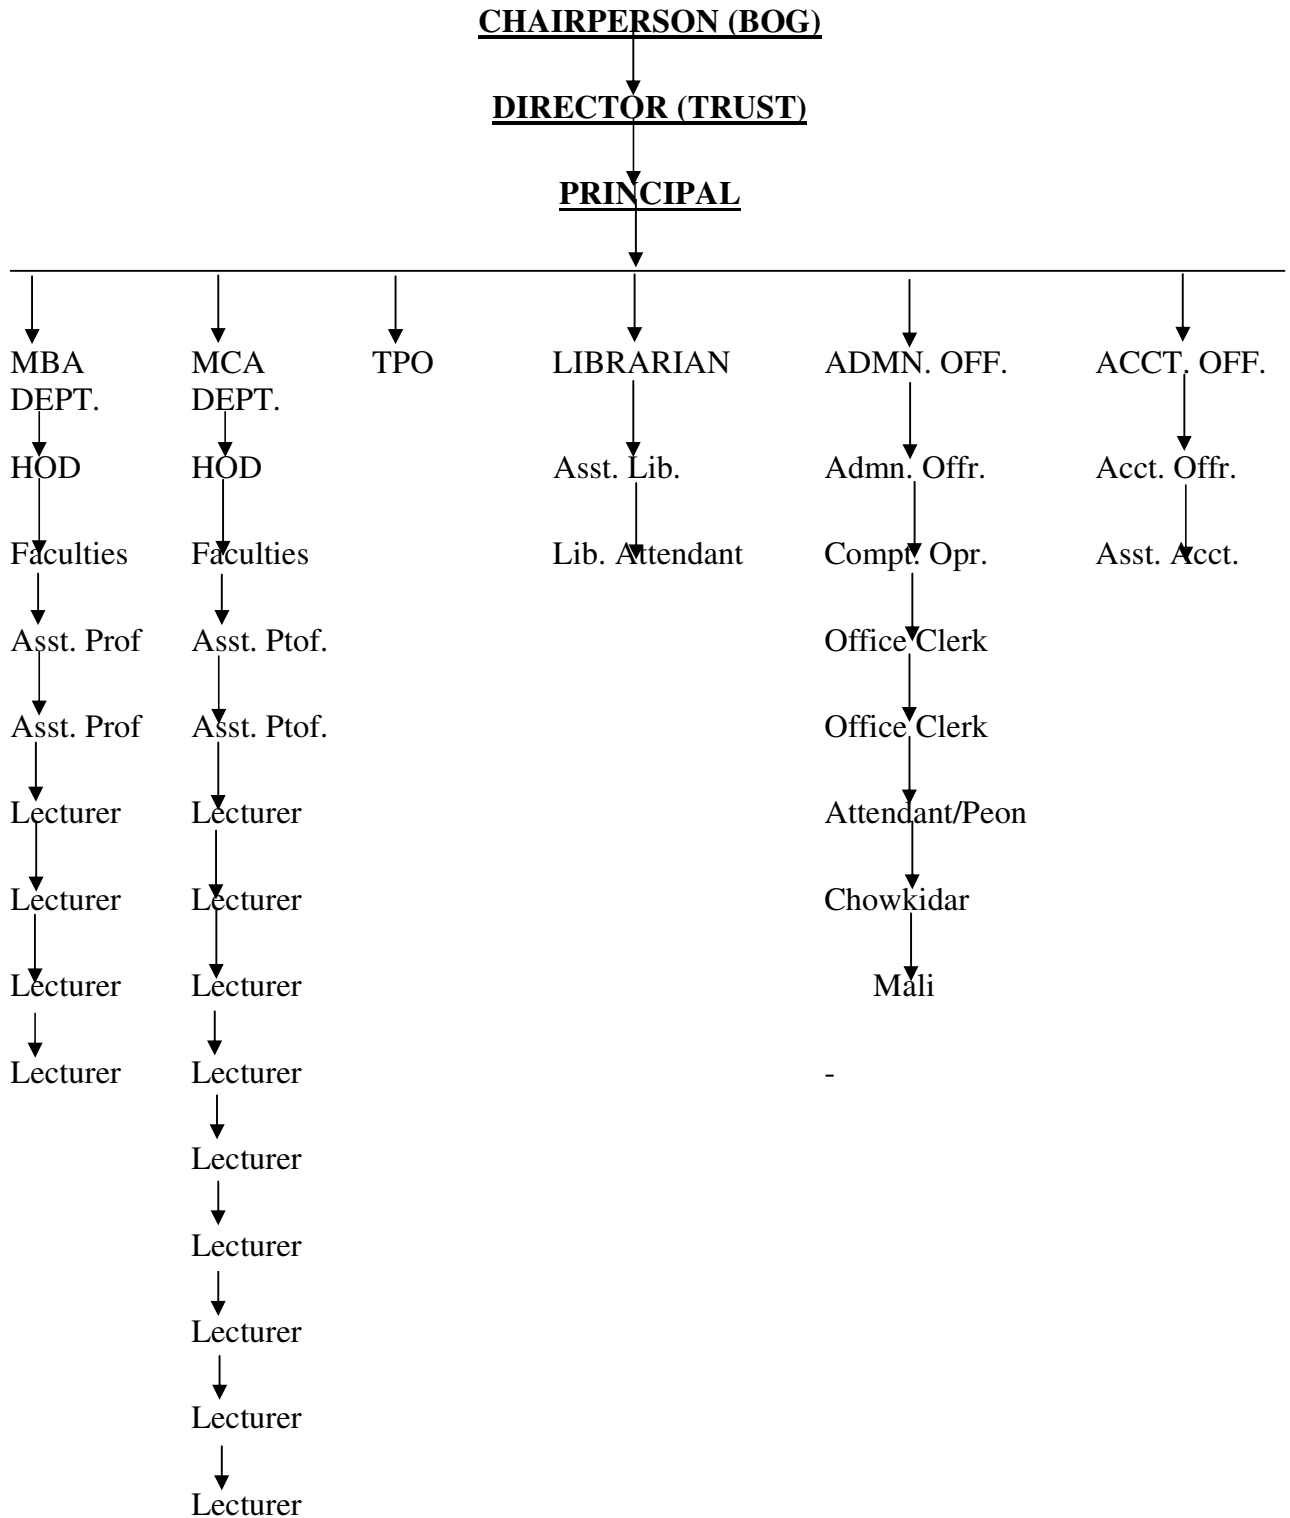 CHAIRPERSON (BOG)
DIRECTOR (TRUST)
PRINCIPAL
MBA DEPT. MCA DEPT. TPO LIBRARIAN ADMN. OFF. ACCT. OFF.
HOD HOD Asst. Lib. Admn. Offr. Acct. Offr.
Faculties Faculties Lib. Attendant Compt. Opr. Asst. Acct.
Asst. Prof Asst. Ptof. Office Clerk
Asst. Prof Asst. Ptof. Office Clerk
Lecturer Lecturer Attendant/Peon
Lecturer Lecturer Chowkidar
Lecturer Lecturer Mali
Lecturer Lecturer -
Lecturer
Lecturer
Lecturer
Lecturer
Lecturer